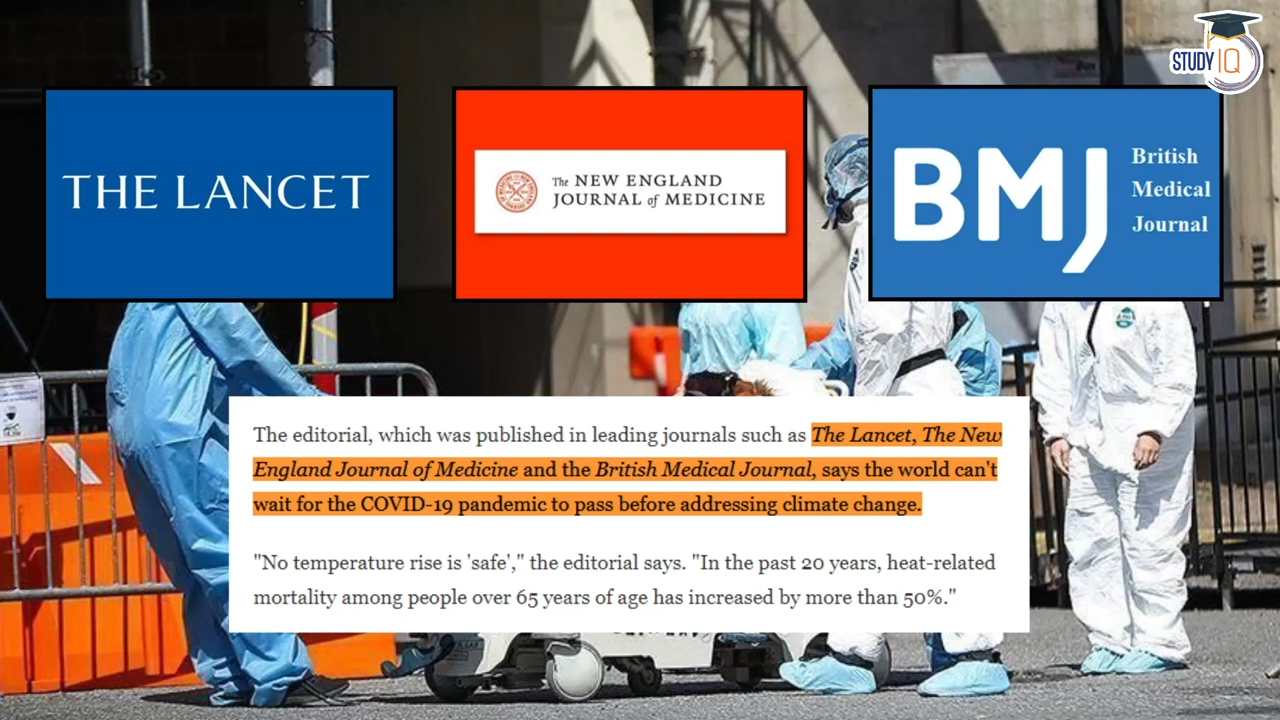 STUDY IQ
THE LANCET
The NEW ENGLAND
JOURNAL of MEDICINE
BMJ
British
Medical
Journal
The editorial, which was published in leading journals such as The Lancet, The New
England Journal of Medicine and the British Medical Journal, says the world can't
wait for the COVID-19 pandemic to pass before addressing climate change.
"No temperature rise is 'safe'," the editorial says. "In the past 20 years, heat-related
mortality among people over 65 years of age has increased by more than 50%."